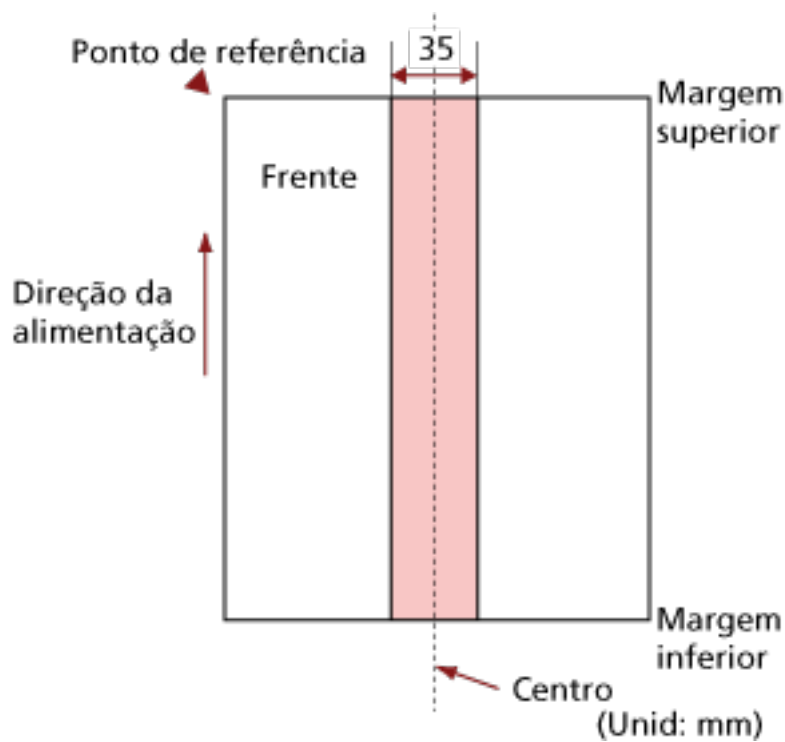 Ponto de referência
35
Margem
superior
Frente
Direção da
alimentação
Margem
inferior
Centro
(Unid: mm)